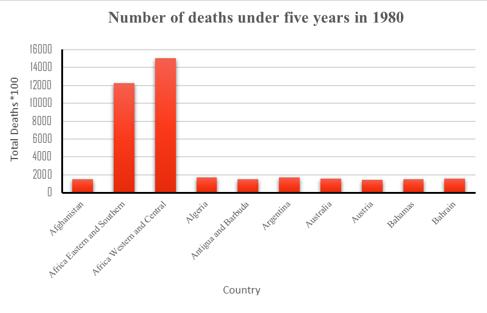 Number of deaths under five years in 1980
Total Deaths *100
16000
14000
12000
10000
8000
6000
4000
2000
0
Afghanistan
Africa Eastern and Southern
Africa Western and Central
Algeria
Antigua and Barbuda
Argentina
Australia
Austria
Bahamas
Bahrain
Country